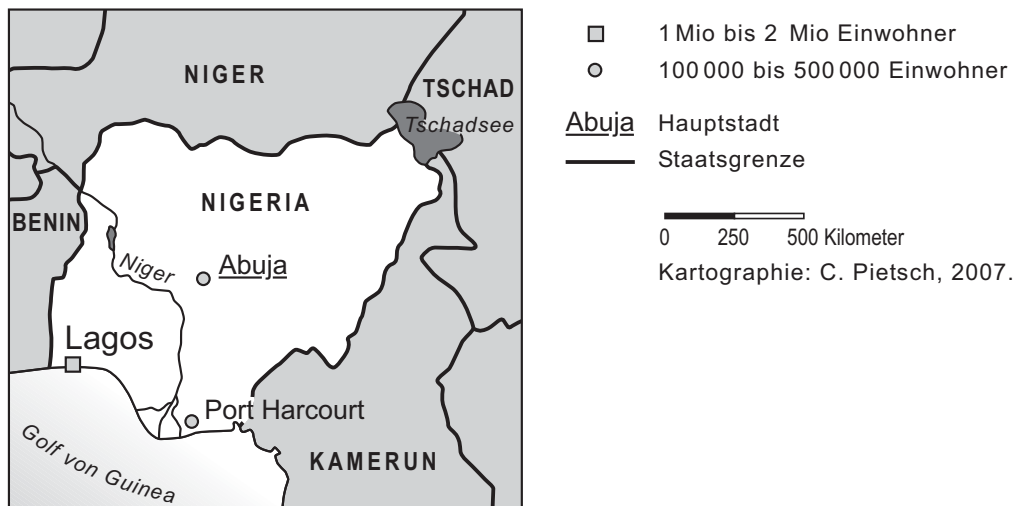 NIGER
TSCHAD
Tschadsee
NIGERIA
BENIN
Niger
Abuja
Lagos
Port Harcourt
Golf von Guinea
KAMERUN
1 Mio bis 2 Mio Einwohner
100 000 bis 500 000 Einwohner
Abuja Hauptstadt
Staatsgrenze
0 250 500 Kilometer
Kartographie: C. Pietsch, 2007.